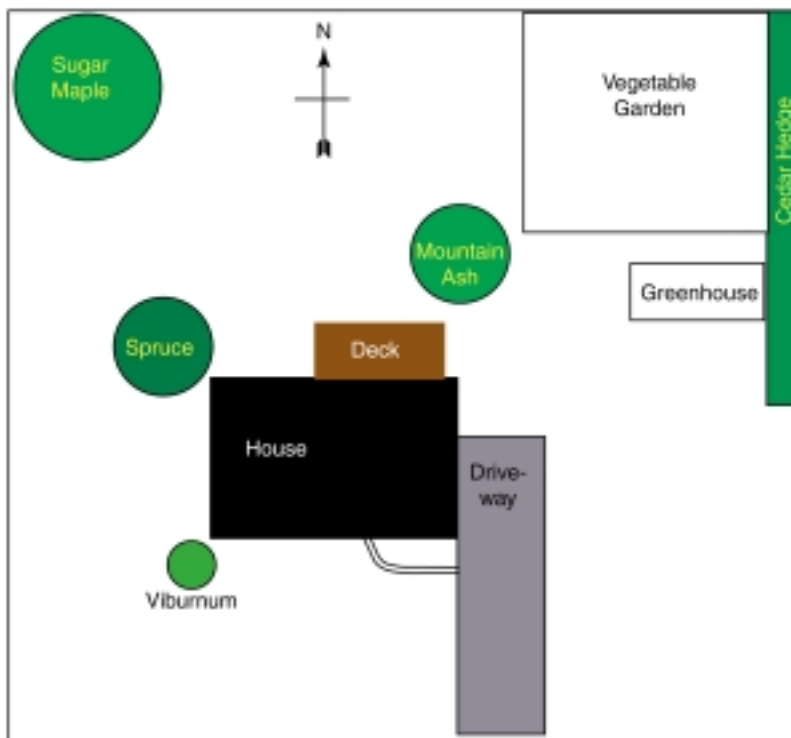 Sugar
Maple
N
Vegetable
Garden
Cedar Hedge
Mountain
Ash
Greenhouse
Spruce
Deck
House
Drive-
way
Viburnum